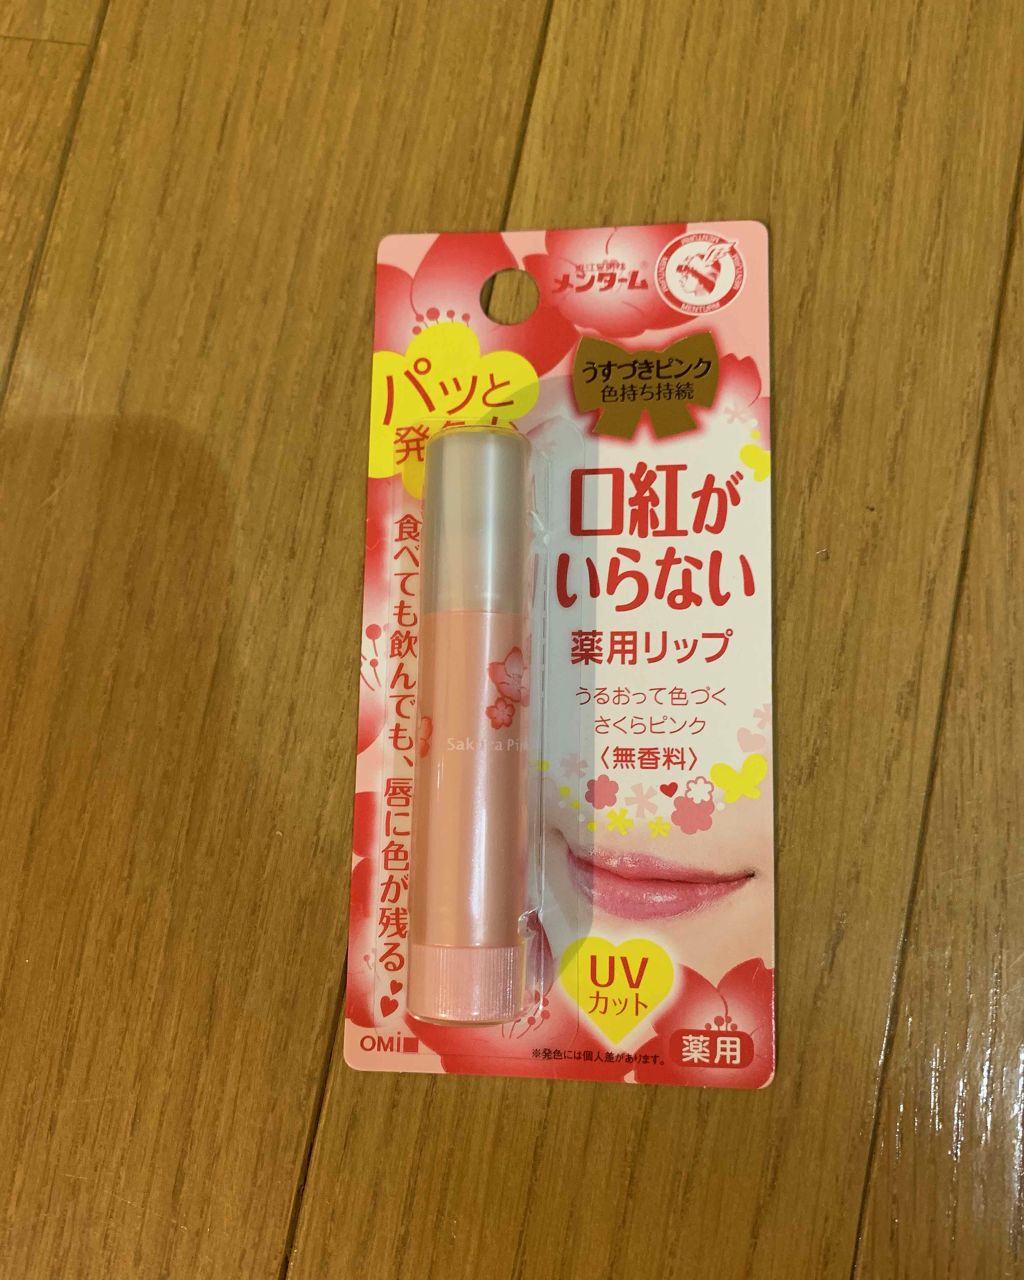 近江兄弟社
メンターム
MENTURM
うすづきピンク
色持ち持続
パッと
発
口紅が
いらない
薬用リップ
うるおって色づく
さくらピンク
〈無香料〉
食べても飲んでも、唇に色が残る
Sakura Pi
UV
カット
OMi
※発色には個人差があります。
薬用